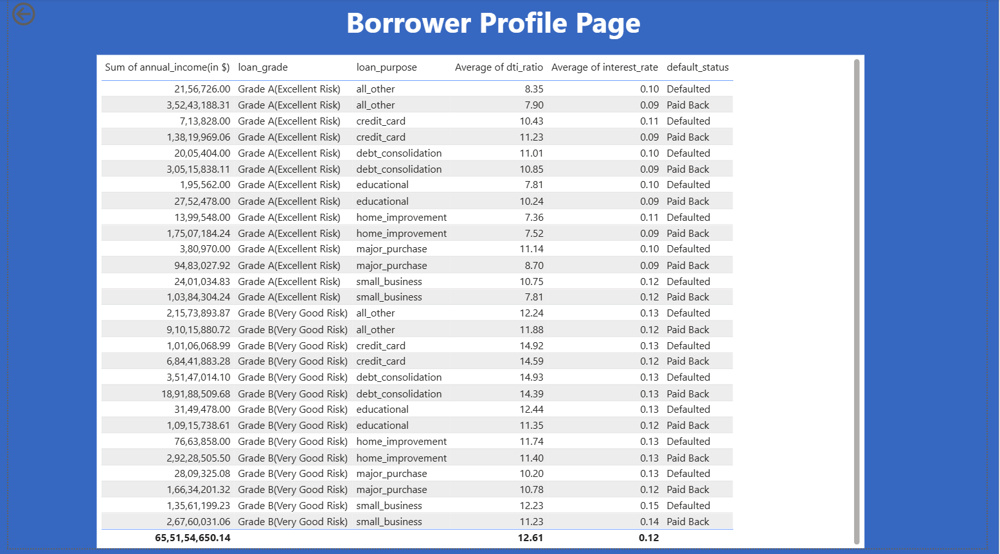 Borrower Profile Page
Sum of annual_income(in $) loan_grade loan_purpose Average of dti_ratio Average of interest_rate default_status
21,56,726.00 Grade A(Excellent Risk) all_other 8.35 0.10 Defaulted
3,52,43,188.31 Grade A(Excellent Risk) all_other 7.90 0.09 Paid Back
7,13,828.00 Grade A(Excellent Risk) credit_card 10.43 0.11 Defaulted
1,38,19,969.06 Grade A(Excellent Risk) credit_card 11.23 0.09 Paid Back
20,05,404.00 Grade A(Excellent Risk) debt_consolidation 11.01 0.10 Defaulted
3,05,15,838.11 Grade A(Excellent Risk) debt_consolidation 10.85 0.09 Paid Back
1,95,562.00 Grade A(Excellent Risk) educational 7.81 0.10 Defaulted
27,52,478.00 Grade A(Excellent Risk) educational 10.24 0.09 Paid Back
13,99,548.00 Grade A(Excellent Risk) home_improvement 7.36 0.11 Defaulted
1,75,07,184.24 Grade A(Excellent Risk) home_improvement 7.52 0.09 Paid Back
3,80,970.00 Grade A(Excellent Risk) major_purchase 11.14 0.10 Defaulted
94,83,027.92 Grade A(Excellent Risk) major_purchase 8.70 0.09 Paid Back
24,01,034.83 Grade A(Excellent Risk) small_business 10.75 0.12 Defaulted
1,03,84,304.24 Grade A(Excellent Risk) small_business 7.81 0.12 Paid Back
2,15,73,893.87 Grade B(Very Good Risk) all_other 12.24 0.13 Defaulted
9,10,15,880.72 Grade B(Very Good Risk) all_other 11.88 0.12 Paid Back
1,01,06,068.99 Grade B(Very Good Risk) credit_card 14.92 0.13 Defaulted
6,84,41,883.28 Grade B(Very Good Risk) credit_card 14.59 0.12 Paid Back
3,51,47,014.10 Grade B(Very Good Risk) debt_consolidation 14.93 0.13 Defaulted
18,91,88,509.68 Grade B(Very Good Risk) debt_consolidation 14.39 0.13 Paid Back
31,49,478.00 Grade B(Very Good Risk) educational 12.44 0.13 Defaulted
1,09,15,738.61 Grade B(Very Good Risk) educational 11.35 0.12 Paid Back
76,63,858.00 Grade B(Very Good Risk) home_improvement 11.74 0.13 Defaulted
2,92,28,505.50 Grade B(Very Good Risk) home_improvement 11.40 0.13 Paid Back
28,09,325.08 Grade B(Very Good Risk) major_purchase 10.20 0.13 Defaulted
1,66,34,201.32 Grade B(Very Good Risk) major_purchase 10.78 0.12 Paid Back
1,35,61,199.23 Grade B(Very Good Risk) small_business 12.23 0.15 Defaulted
2,67,60,031.06 Grade B(Very Good Risk) small_business 11.23 0.14 Paid Back
65,51,54,650.14 12.61 0.12